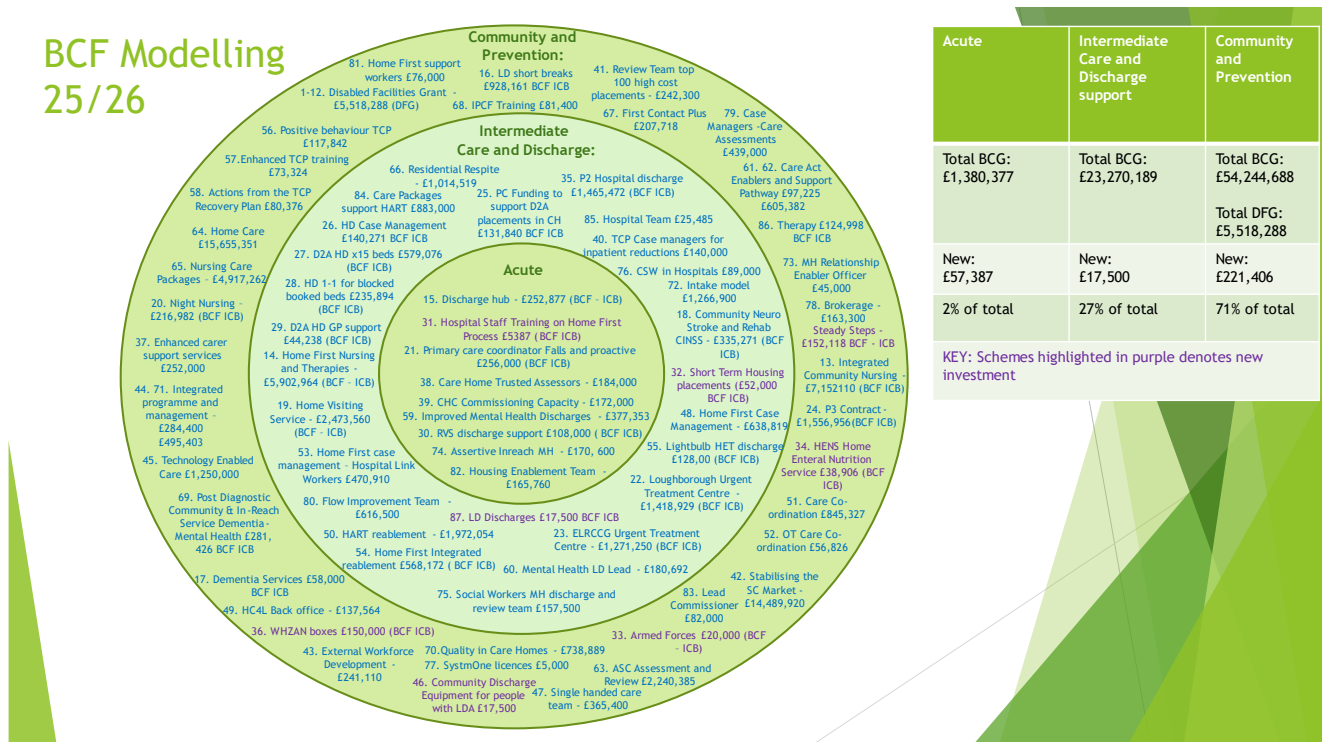 BCF Modelling
25/26
Community and
Prevention:
81. Home First support
workers £76,000
16. LD short breaks
£928,161 BCF ICB
41. Review Team top
100 high cost
placements - £242,300
1-12. Disabled Facilities Grant -
£5,518,288 (DFG)
68. IPCF Training £81,400
67. First Contact Plus
£207,718
79. Case
Managers -Care
Assessments
£439,000
56. Positive behaviour TCP
£117,842
57.Enhanced TCP training
£73,324
61. 62. Care Act
Enablers and Support
Pathway £97,225
£605,382
58. Actions from the TCP
Recovery Plan £80,376
86. Therapy £124,998
BCF ICB
64. Home Care
£15,655,351
73. MH Relationship
Enabler Officer
£45,000
65. Nursing Care
Packages - £4,917,262
78. Brokerage -
£163,300
20. Night Nursing -
£216,982 (BCF ICB)
Steady Steps -
£152,118 BCF - ICB
37. Enhanced carer
support services
£252,000
13. Integrated
Community Nursing -
£7,152110 (BCF ICB)
44. 71. Integrated
programme and
management -
£284,400
£495,403
24. P3 Contract -
£1,556,956(BCF ICB)
45. Technology Enabled
Care £1,250,000
34. HENS Home
Enteral Nutrition
Service £38,906 (BCF
ICB)
69. Post Diagnostic
Community & In-Reach
Service Dementia-
Mental Health £281,
426 BCF ICB
51. Care Co-
ordination £845,327
52. OT Care Co-
ordination £56,826
17. Dementia Services £58,000
BCF ICB
42. Stabilising the
SC Market -
£14,489,920
49. HC4L Back office - £137,564
83. Lead
Commissioner
£82,000
36. WHZAN boxes £150,000 (BCF ICB)
33. Armed Forces £20,000 (BCF
- ICB)
43. External Workforce
Development -
£241,110
70.Quality in Care Homes - £738,889
77. SystmOne licences £5,000
63. ASC Assessment and
Review £2,240,385
46. Community Discharge
Equipment for people
with LDA £17,500
47. Single handed care
team - £365,400
Intermediate
Care and Discharge:
66. Residential Respite
- £1,014,519
35. P2 Hospital discharge
£1,465,472 (BCF ICB)
84. Care Packages
support HART £883,000
25. PC Funding to
support D2A
placements in CH
£131,840 BCF ICB
85. Hospital Team £25,485
26. HD Case Management
£140,271 BCF ICB
40. TCP Case managers for
inpatient reductions £140,000
27. D2A HD x15 beds £579,076
(BCF ICB)
76. CSW in Hospitals £89,000
28. HD 1-1 for blocked
booked beds £235,894
(BCF ICB)
72. Intake model
£1,266,900
29. D2A HD GP support
£44,238 (BCF ICB)
18. Community Neuro
Stroke and Rehab
CINSS - £335,271 (BCF
ICB)
14. Home First Nursing
and Therapies -
£5,902,964 (BCF - ICB)
32. Short Term Housing
placements (£52,000
BCF ICB)
19. Home Visiting
Service - £2,473,560
(BCF - ICB)
48. Home First Case
Management - £638,819
53. Home First case
management - Hospital Link
Workers £470,910
55. Lightbulb HET discharge
£128,00 (BCF ICB)
22. Loughborough Urgent
Treatment Centre -
£1,418,929 (BCF ICB)
80. Flow Improvement Team -
£616,500
87. LD Discharges £17,500 BCF ICB
50. HART reablement - £1,972,054
23. ELRCCG Urgent Treatment
Centre - £1,271,250 (BCF ICB)
54. Home First Integrated
reablement £568,172 ( BCF ICB)
60. Mental Health LD Lead - £180,692
75. Social Workers MH discharge and
review team £157,500
Acute
15. Discharge hub - £252,877 (BCF - ICB)
31. Hospital Staff Training on Home First
Process £5387 (BCF ICB)
21. Primary care coordinator Falls and proactive
£256,000 (BCF ICB)
38. Care Home Trusted Assessors - £184,000
39. CHC Commissioning Capacity - £172,000
59. Improved Mental Health Discharges - £377,353
30. RVS discharge support £108,000 ( BCF ICB)
74. Assertive Inreach MH - £170, 600
82. Housing Enablement Team -
£165,760
Acute
Intermediate
Care and
Discharge
support
Community
and
Prevention
Total BCG:
£1,380,377
Total BCG:
£23,270,189
Total BCG:
£54,244,688
Total DFG:
£5,518,288
New:
£57,387
New:
£17,500
New:
£221,406
2% of total
27% of total
71% of total
KEY: Schemes highlighted in purple denotes new
investment